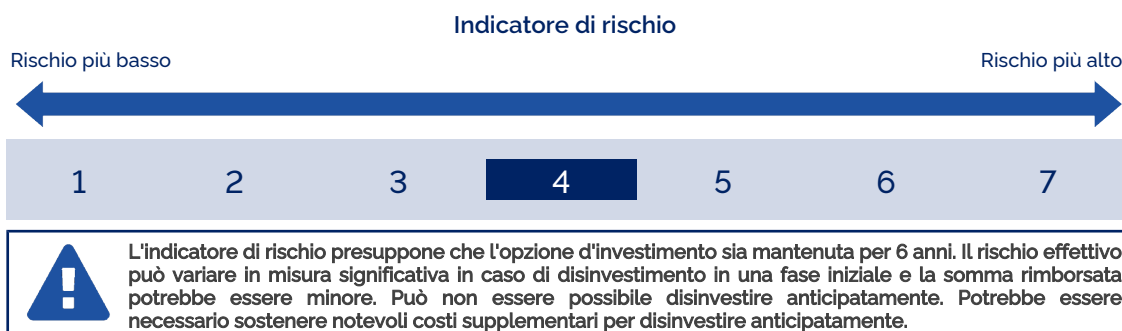 Indicatore di rischio
Rischio più basso
Rischio più alto
1 2 3 4 5 6 7
L'indicatore di rischio presuppone che l'opzione d'investimento sia mantenuta per 6 anni. Il rischio effettivo
può variare in misura significativa in caso di disinvestimento in una fase iniziale e la somma rimborsata
potrebbe essere minore. Può non essere possibile disinvestire anticipatamente. Potrebbe essere
necessario sostenere notevoli costi supplementari per disinvestire anticipatamente.